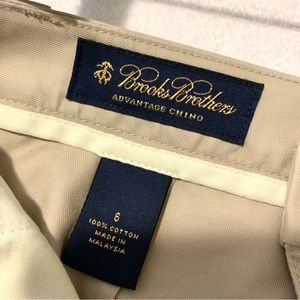 Brooks Brothers
ADVANTAGE CHINO
6
100% COTTON
MADE IN
MALAYSIA